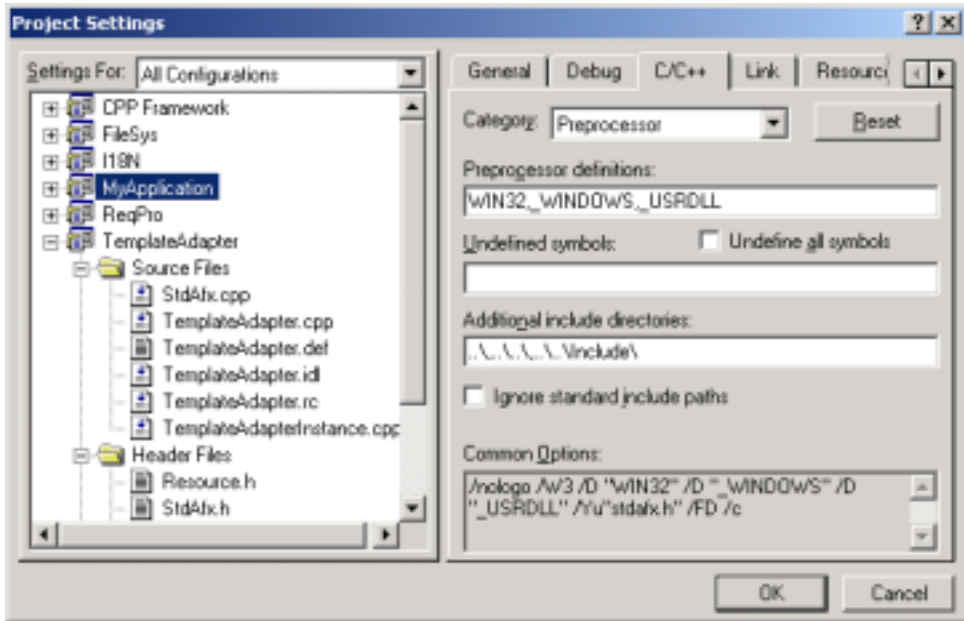 Project Settings
Settings For: All Configurations
CPP Framework
FileSys
I18N
MyApplication
ReqPro
TemplateAdapter
Source Files
StdAfx.cpp
TemplateAdapter.cpp
TemplateAdapter.def
TemplateAdapter.idl
TemplateAdapter.rc
TemplateAdapterInstance.cpp
Header Files
Resource.h
StdAfx.h
General Debug C/C++ Link Resourc
Category: Preprocessor Reset
Preprocessor definitions:
WIN32,_WINDOWS,_USRDLL
Undefined symbols: Undefine all symbols
Additional include directories:
..\..\..\..\..\Include\
Ignore standard include paths
Common Options:
/nologo /W3 /D "WIN32" /D "_WINDOWS" /D
"_USRDLL" /Yu"stdafx.h" /FD /c
OK Cancel